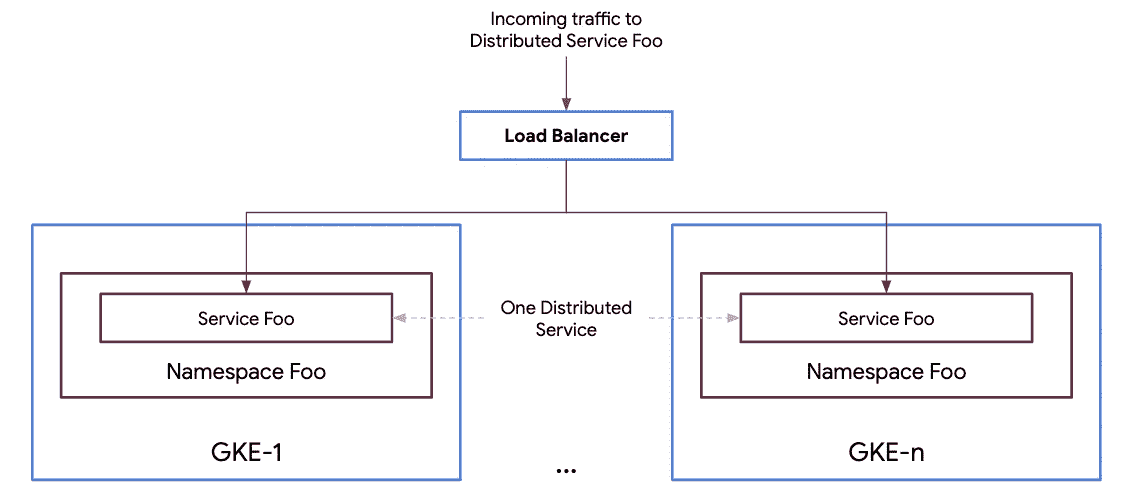 Incoming traffic to
Distributed Service Foo
Load Balancer
Service Foo
One Distributed
Service
Service Foo
Namespace Foo
Namespace Foo
GKE-1
...
GKE-n